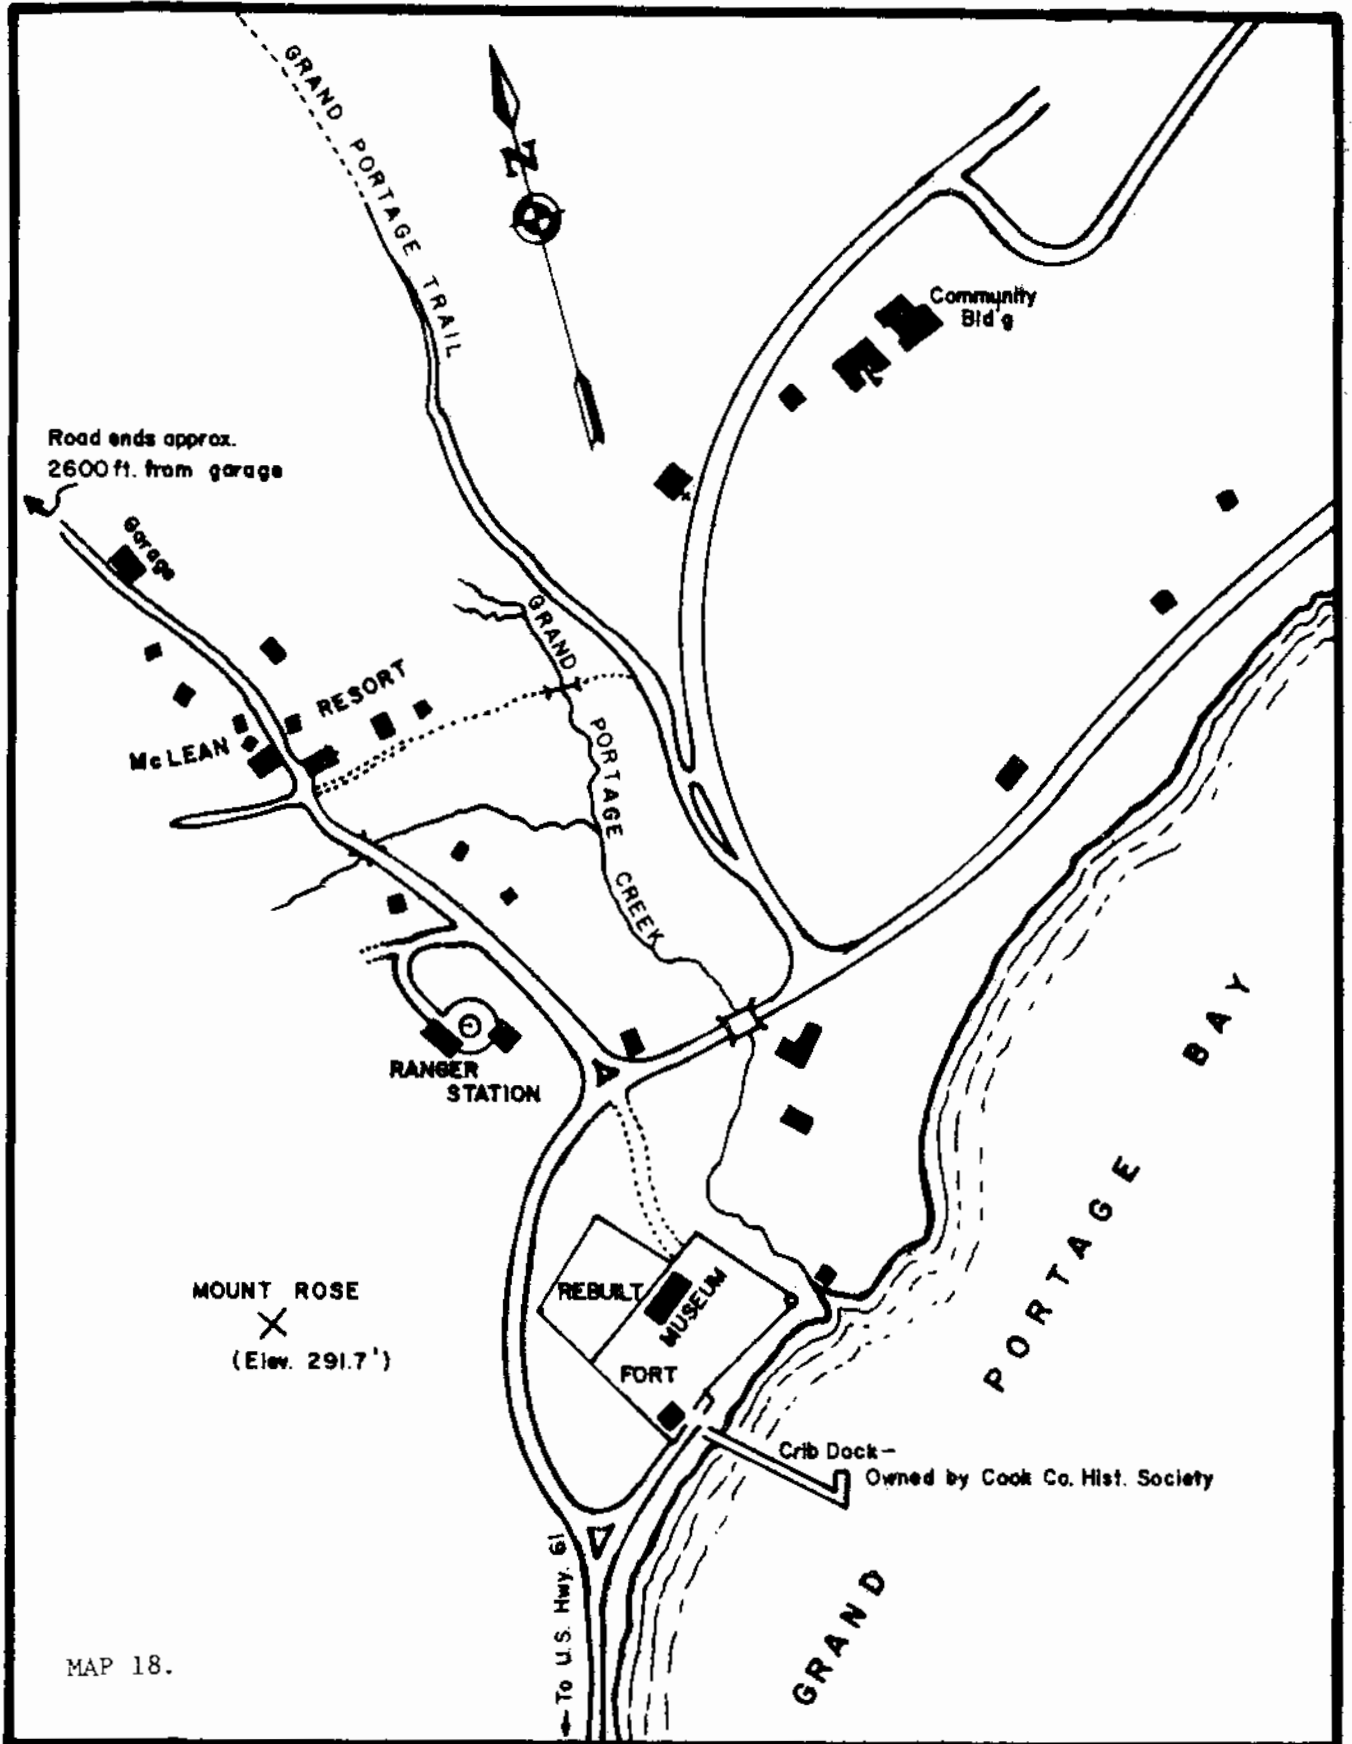 GRAND PORTAGE TRAIL
N
Community
Bld'g
Road ends approx.
2600 ft. from garage
Garage
GRAND PORTAGE CREEK
McLEAN RESORT
RANGER
STATION
GRAND PORTAGE BAY
MOUNT ROSE
(Elev. 291.7')
REBUILT
FORT
MUSEUM
Crib Dock-
Owned by Cook Co. Hist. Society
To U.S. Hwy. 61
MAP 18.